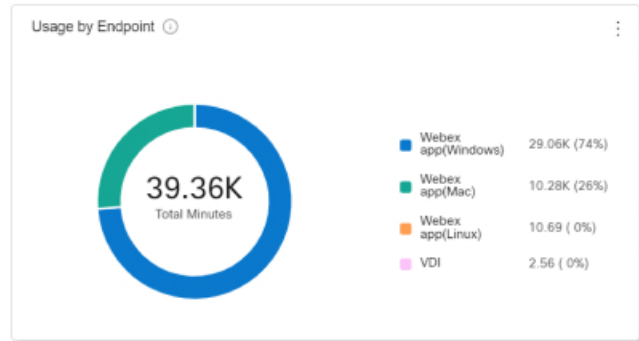 Usage by Endpoint
39.36K
Total Minutes
Webex
app(Windows) 29.06K (74%)
Webex
app(Mac) 10.28K (26%)
Webex
app(Linux) 10.69 ( 0%)
VDI 2.56 ( 0%)